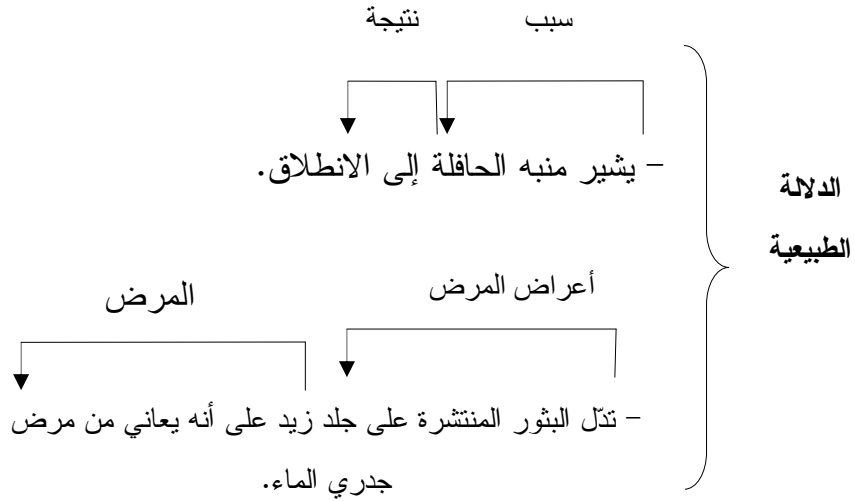 سبب
نتيجة
– يشير منبه الحافلة إلى الانطلاق.
الدلالة
الطبيعية
أعراض المرض
المرض
– تدّل البثور المنتشرة على جلد زيد على أنه يعاني من مرض
جدري الماء.